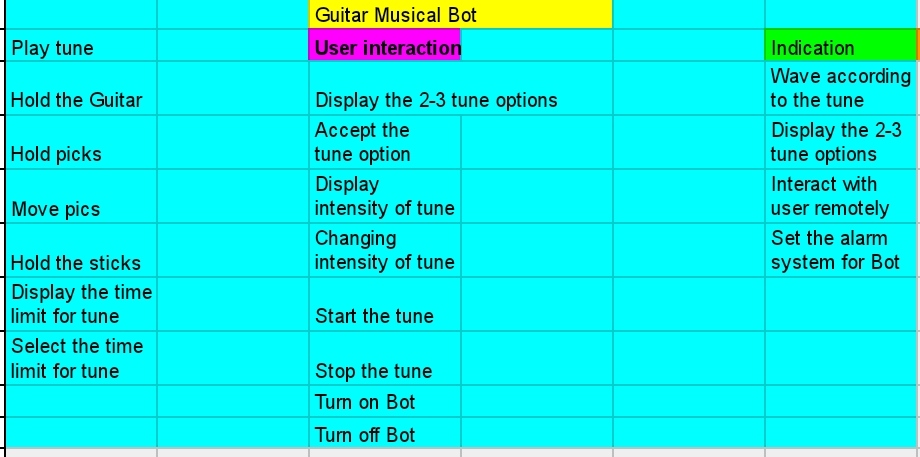 Guitar Musical Bot
Play tune
User interaction
Indication
Hold the Guitar
Display the 2-3 tune options
Wave according
to the tune
Hold picks
Accept the
tune option
Display the 2-3
tune options
Move pics
Display
intensity of tune
Interact with
user remotely
Hold the sticks
Changing
intensity of tune
Set the alarm
system for Bot
Display the time
limit for tune
Start the tune
Select the time
limit for tune
Stop the tune
Turn on Bot
Turn off Bot